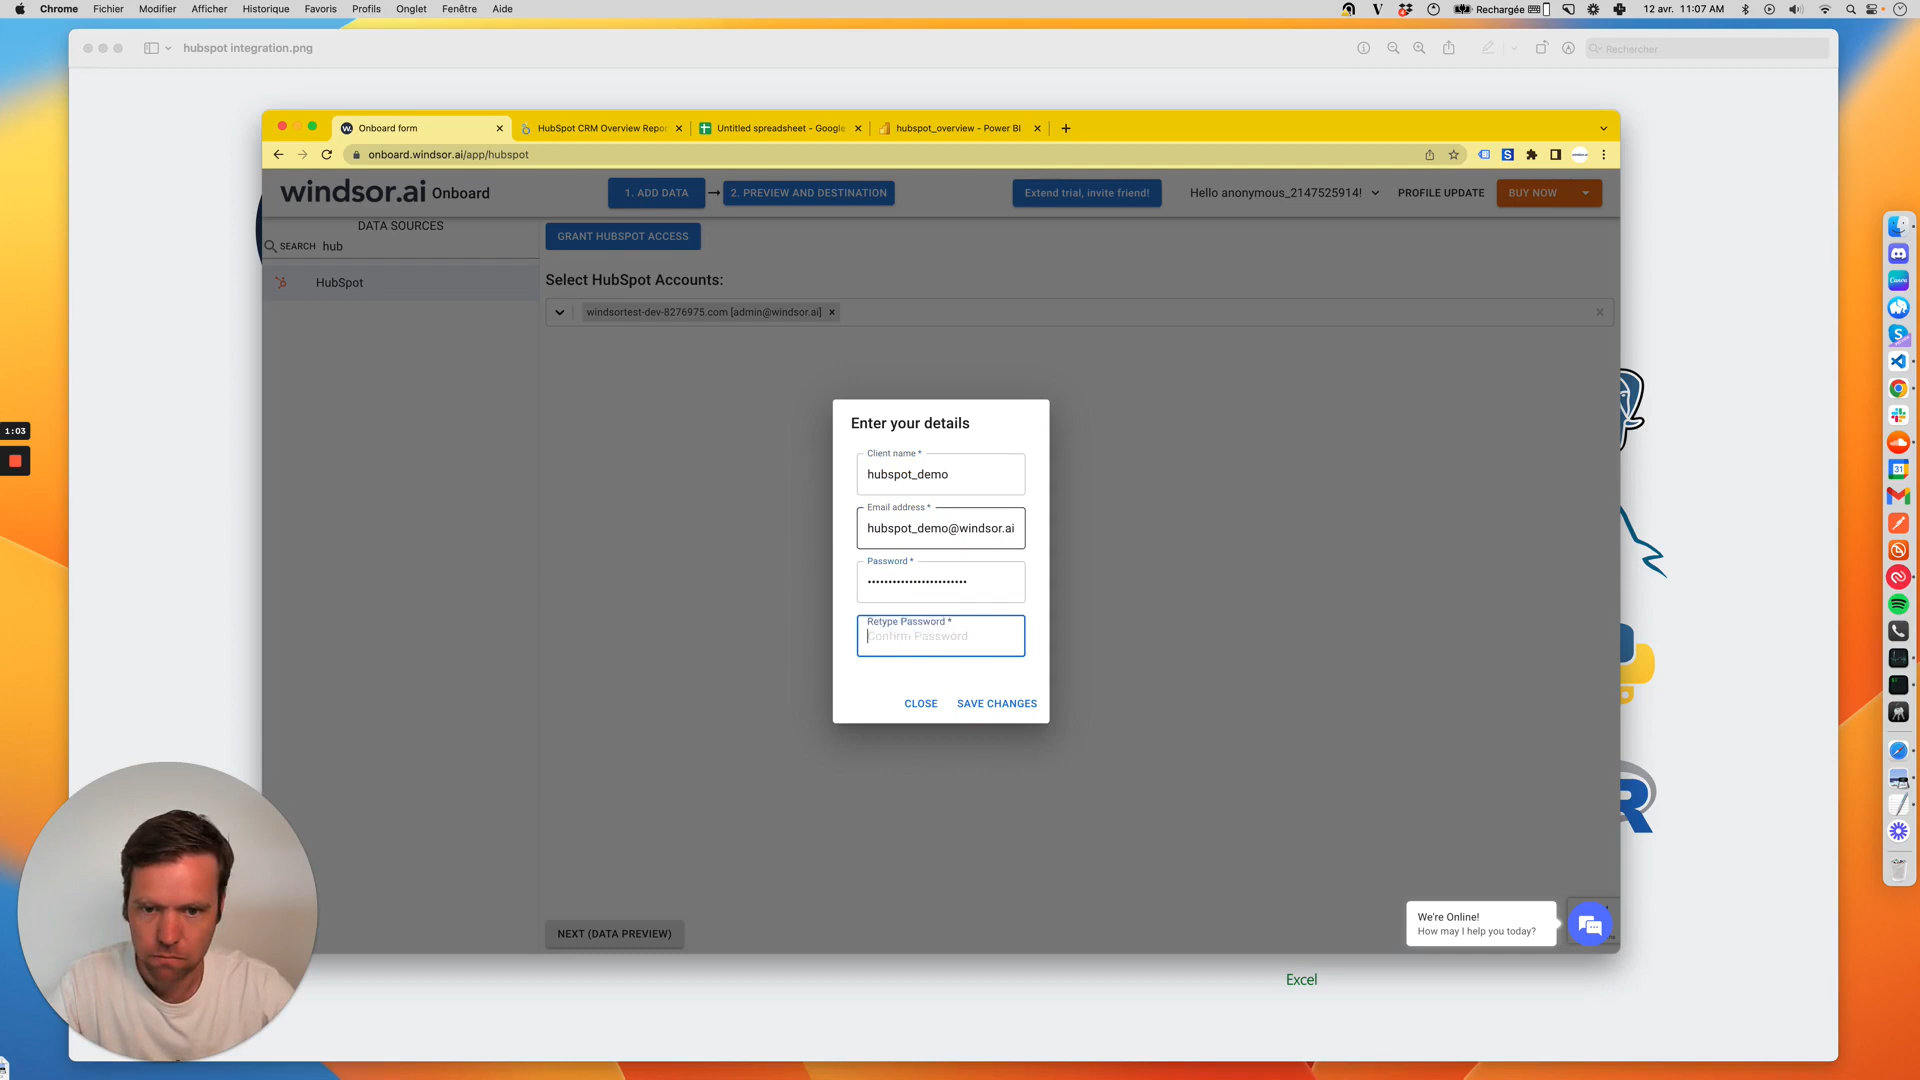 Chrome Fichier Modifier Afficher Historique Favoris Profils Onglet Fenêtre Aide
Rechargée 12 avr. 11:07 AM
hubspot integration.png
Rechercher
Onboard form
HubSpot CRM Overview Repor
Untitled spreadsheet - Google
hubspot_overview - Power BI
onboard.windsor.ai/app/hubspot
windsor.ai Onboard
1. ADD DATA
2. PREVIEW AND DESTINATION
Extend trial, invite friend!
Hello anonymous_2147525914!
PROFILE UPDATE
BUY NOW
DATA SOURCES
SEARCH hub
HubSpot
GRANT HUBSPOT ACCESS
Select HubSpot Accounts:
windsortest-dev-8276975.com [admin@windsor.ai]
1:03
Enter your details
Client name *
hubspot_demo
Email address *
hubspot_demo@windsor.ai
Password *
••••••••••••••••••••••••
Retype Password *
Confirm Password
CLOSE
SAVE CHANGES
NEXT (DATA PREVIEW)
We're Online!
How may I help you today?
Excel